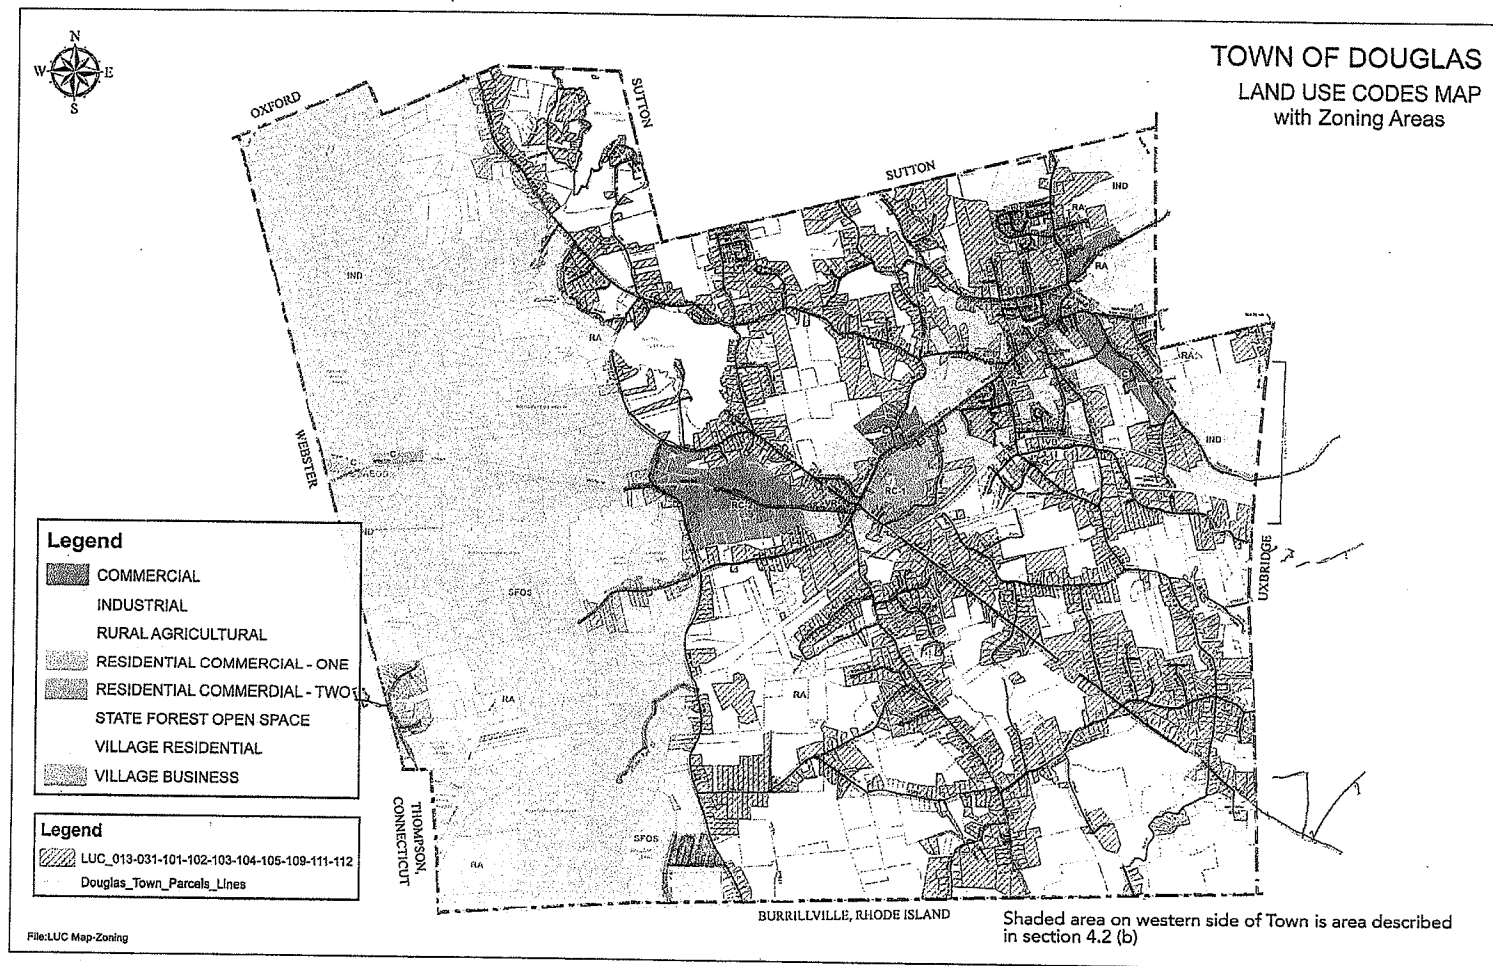 N
W E
S
TOWN OF DOUGLAS
LAND USE CODES MAP
with Zoning Areas
OXFORD
SUTTON
SUTTON
IND
RA
RA
IND
RA
RA
C
IND
WEBSTER
C C
RC-1
SFOS
RA
RA
UXBRIDGE
Legend
COMMERCIAL
INDUSTRIAL
RURAL AGRICULTURAL
RESIDENTIAL COMMERCIAL - ONE
RESIDENTIAL COMMERDIAL - TWO
STATE FOREST OPEN SPACE
VILLAGE RESIDENTIAL
VILLAGE BUSINESS
THOMPSON,
CONNECTICUT
Legend
LUC_013-031-101-102-103-104-105-109-111-112
Douglas_Town_Parcels_Lines
SFOS
RA
BURRILLVILLE, RHODE ISLAND
Shaded area on western side of Town is area described
in section 4.2 (b)
File:LUC Map-Zoning